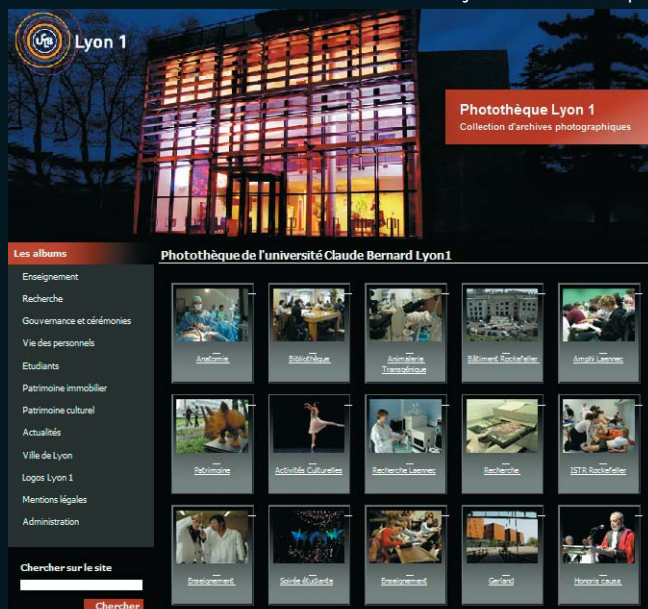 Lyon 1
Photothèque Lyon 1
Collection d'archives photographiques
Les albums
Enseignement
Recherche
Gouvernance et cérémonies
Vie des personnels
Etudiants
Patrimoine immobilier
Patrimoine culturel
Actualités
Ville de Lyon
Logos Lyon 1
Mentions légales
Administration
Chercher sur le site
Chercher
Photothèque de l'université Claude Bernard Lyon1
Anatomie
Bibliothèque
Animalerie
Transgénique
Bâtiment Rockefeller
Amphi Laennec
Patrimoine
Activités Culturelles
Recherche Laennec
Recherche
ISTR Rockefeller
Enseignement
Soirée étudiante
Enseignement
Gerland
Honoris causa